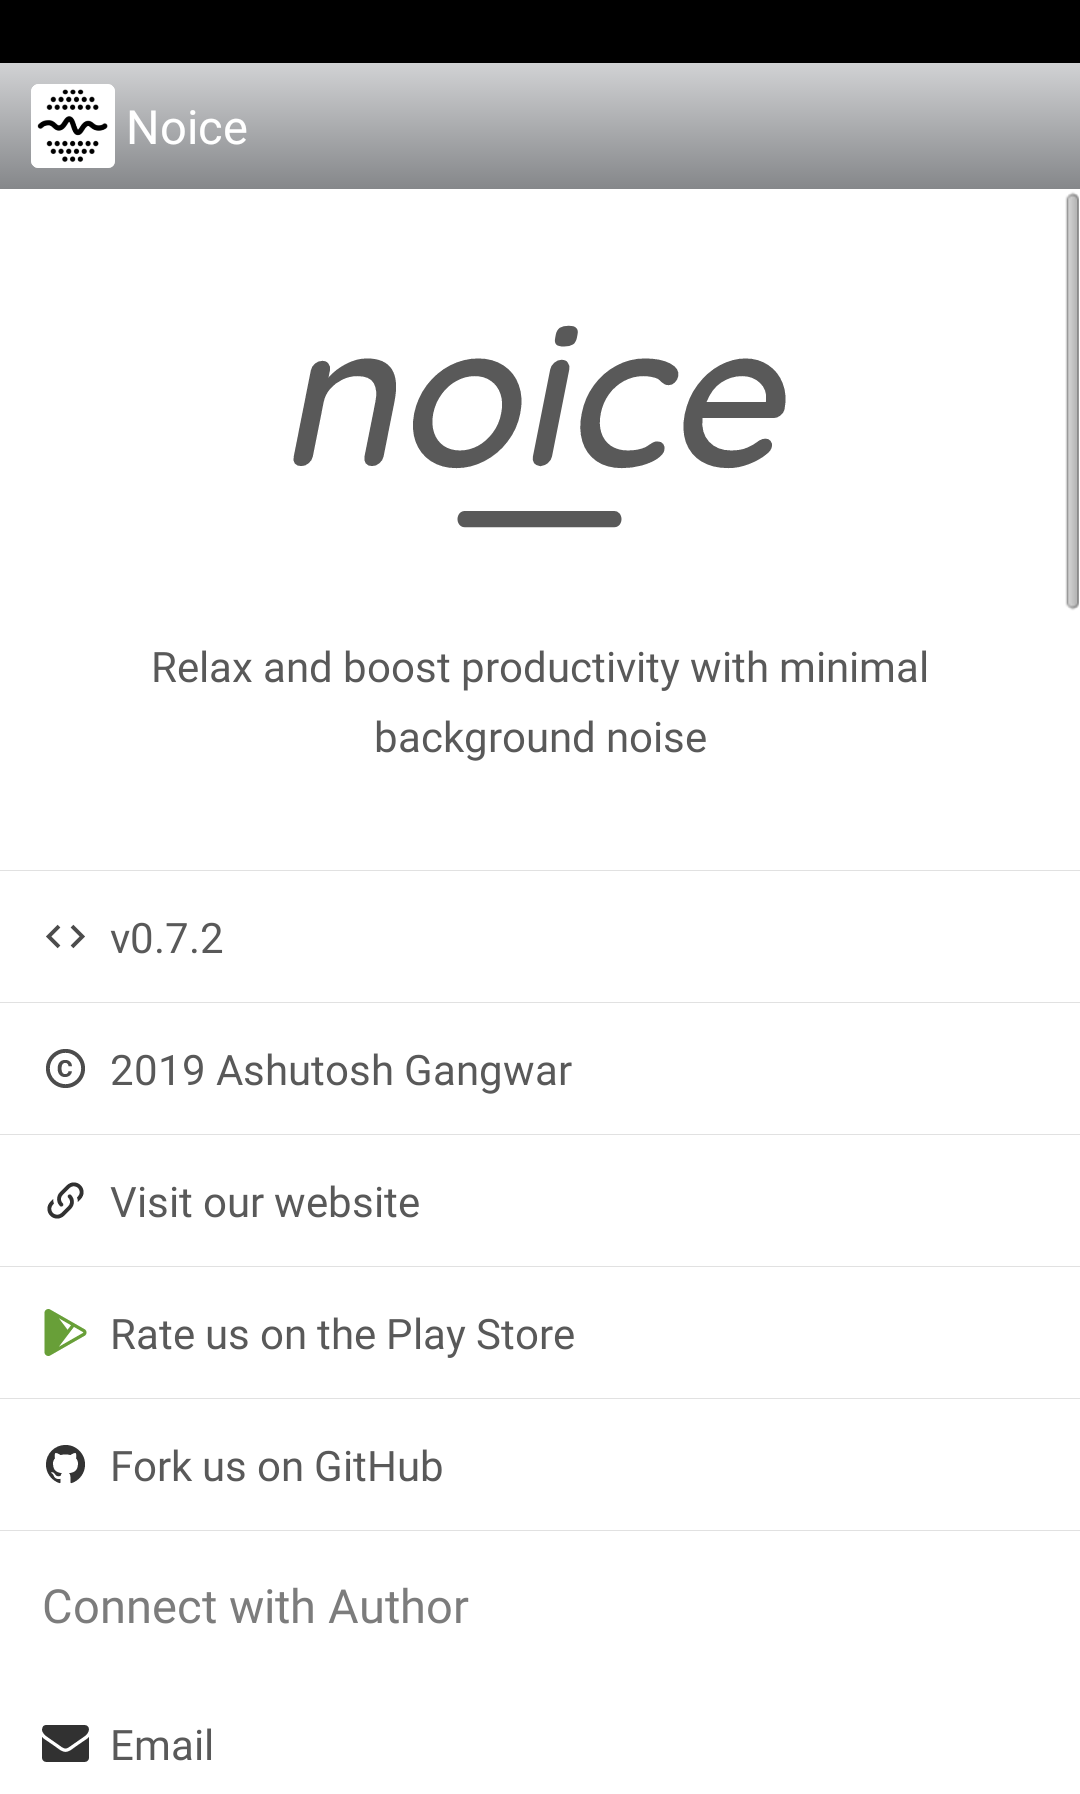 Noice
noice
Relax and boost productivity with minimal
background noise
v0.7.2
2019 Ashutosh Gangwar
Visit our website
Rate us on the Play Store
Fork us on GitHub
Connect with Author
Email